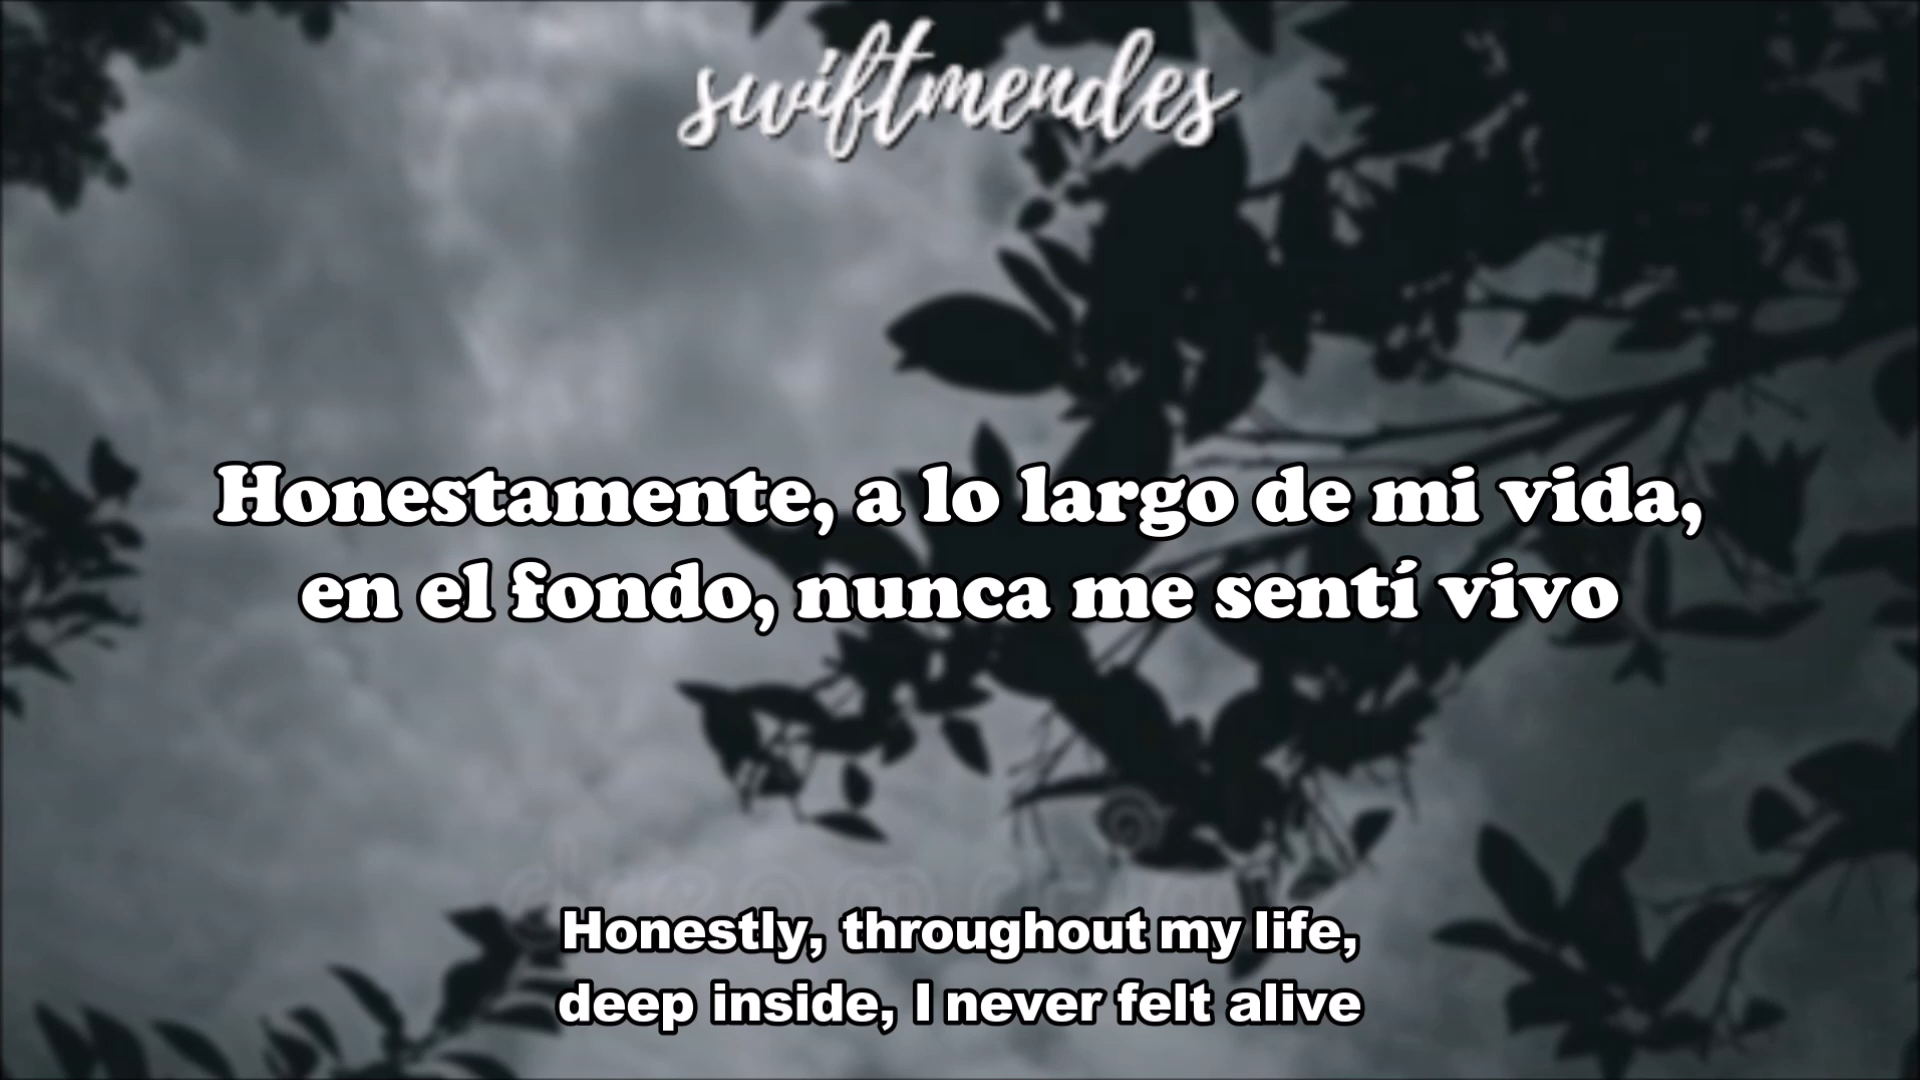 swiftmendes
Honestamente, a lo largo de mi vida,
en el fondo, nunca me sentí vivo
Honestly, throughout my life,
deep inside, I never felt alive